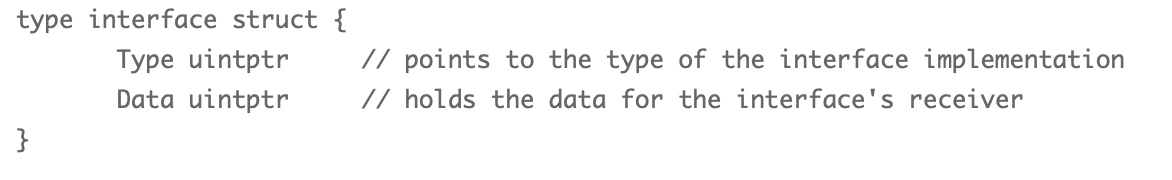 type interface struct {
       Type uintptr     // points to the type of the interface implementation
       Data uintptr     // holds the data for the interface's receiver
}